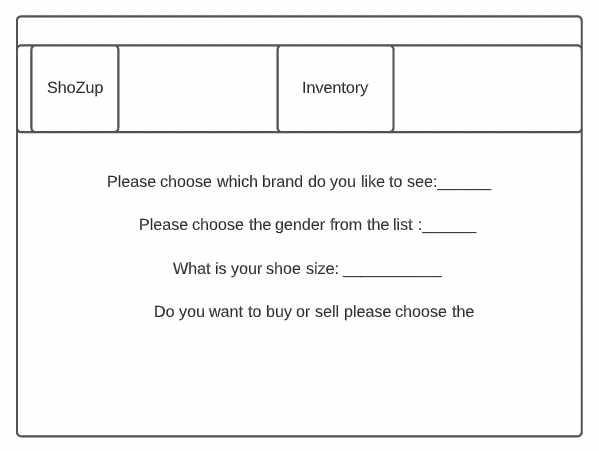 ShoZup
Inventory
Please choose which brand do you like to see:______
Please choose the gender from the list :______
What is your shoe size: ___________
Do you want to buy or sell please choose the